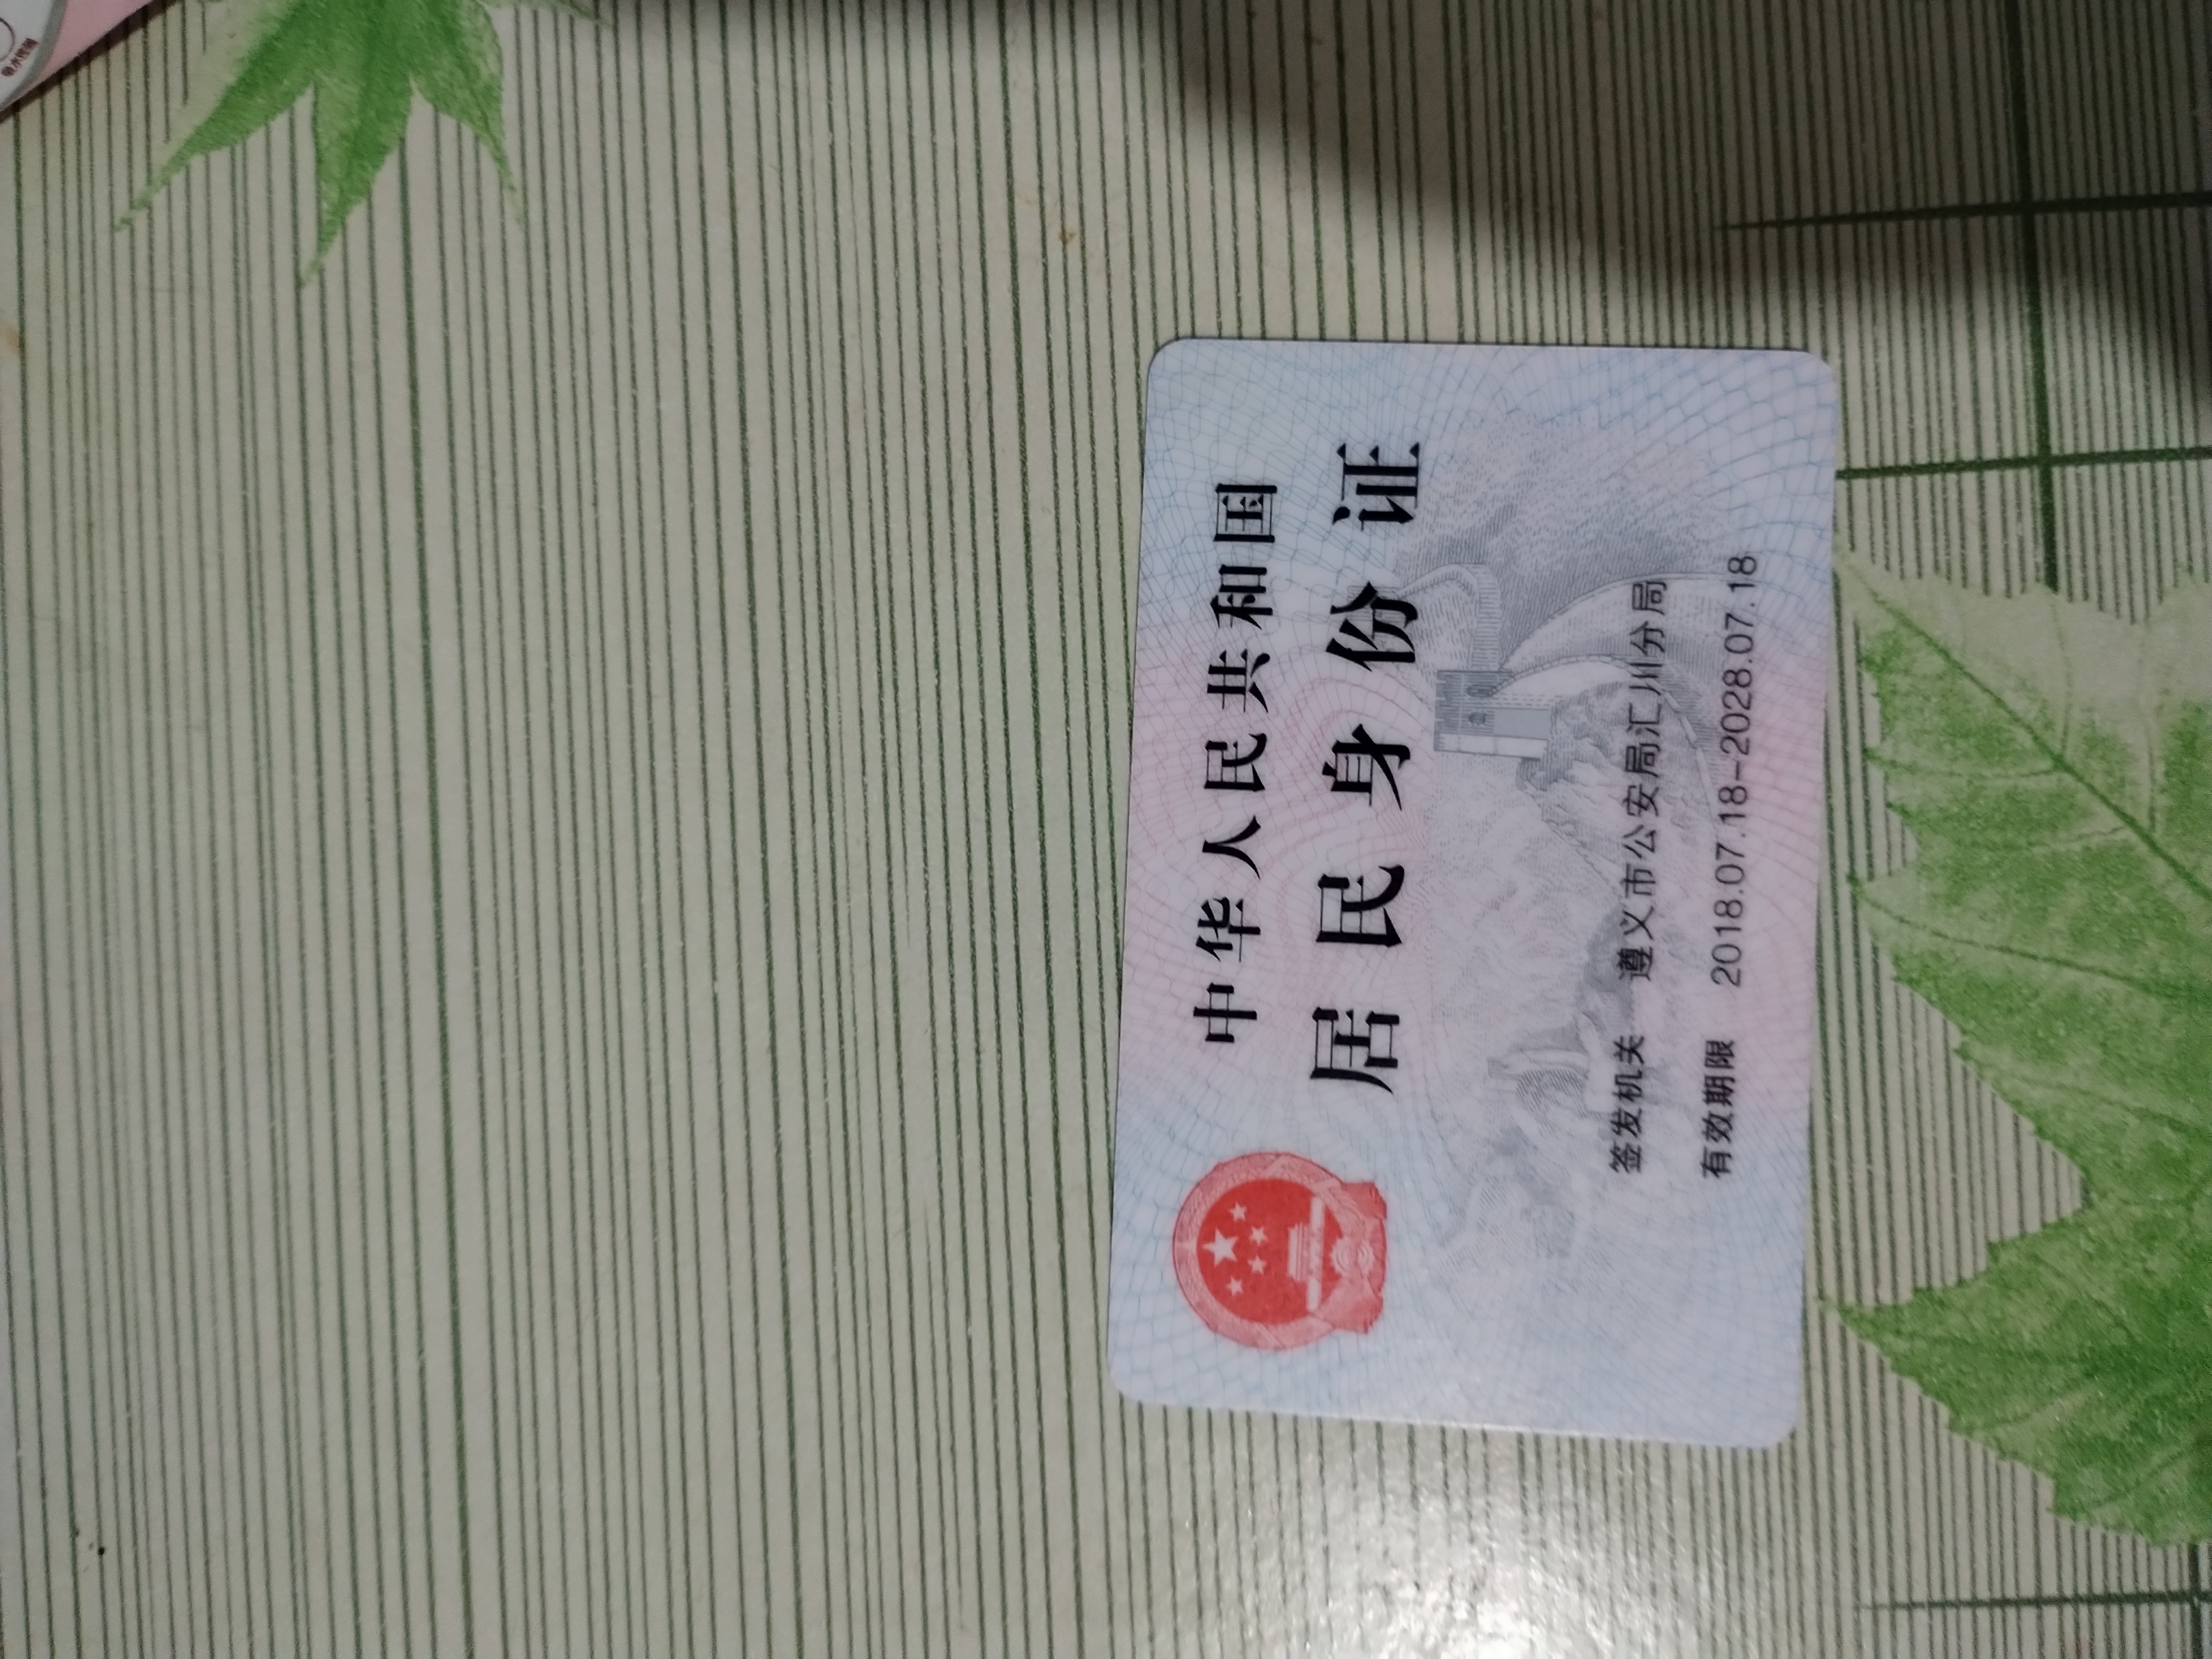 中华人民共和国
居民身份证
签发机关 遵义市公安局汇川分局
有效期限 2018.07.18-2028.07.18